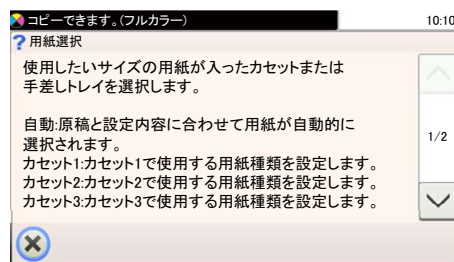 コピーできます。(フルカラー)
10:10
?用紙選択
使用したいサイズの用紙が入ったカセットまたは
手差しトレイを選択します。
自動:原稿と設定内容に合わせて用紙が自動的に
選択されます。
カセット1:カセット1で使用する用紙種類を設定します。
カセット2:カセット2で使用する用紙種類を設定します。
カセット3:カセット3で使用する用紙種類を設定します。
1/2